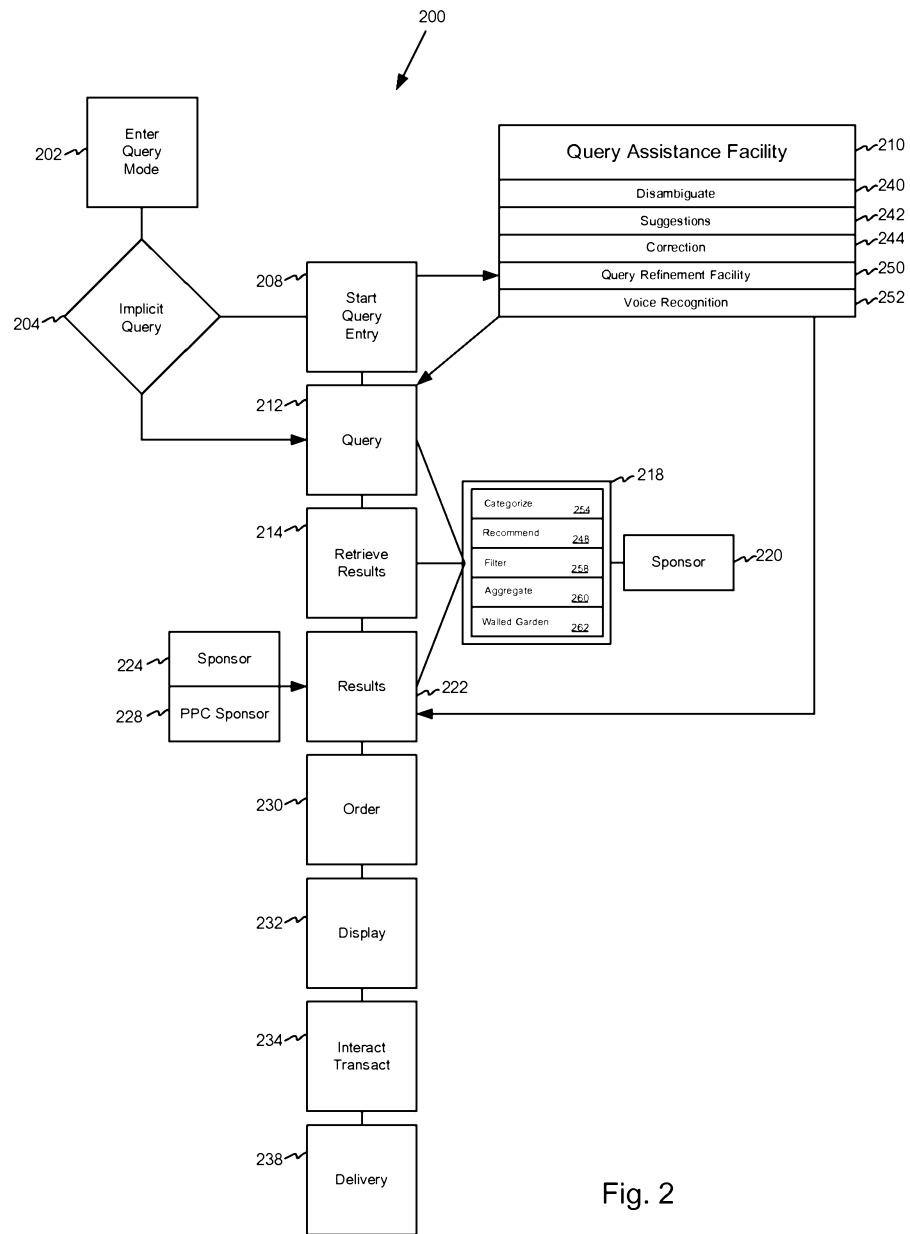 200
Enter
Query
Mode
202
Query Assistance Facility
210
Disambiguate
240
Suggestions
242
Correction
244
Query Refinement Facility
250
Voice Recognition
252
Implicit
Query
204
208
Start
Query
Entry
212
Query
218
Categorize 254
Recommend 248
Filter 258
Aggregate 260
Walled Garden 262
Sponsor
220
214
Retrieve
Results
224
Sponsor
228
PPC Sponsor
Results
222
230
Order
232
Display
234
Interact
Transact
238
Delivery
Fig. 2